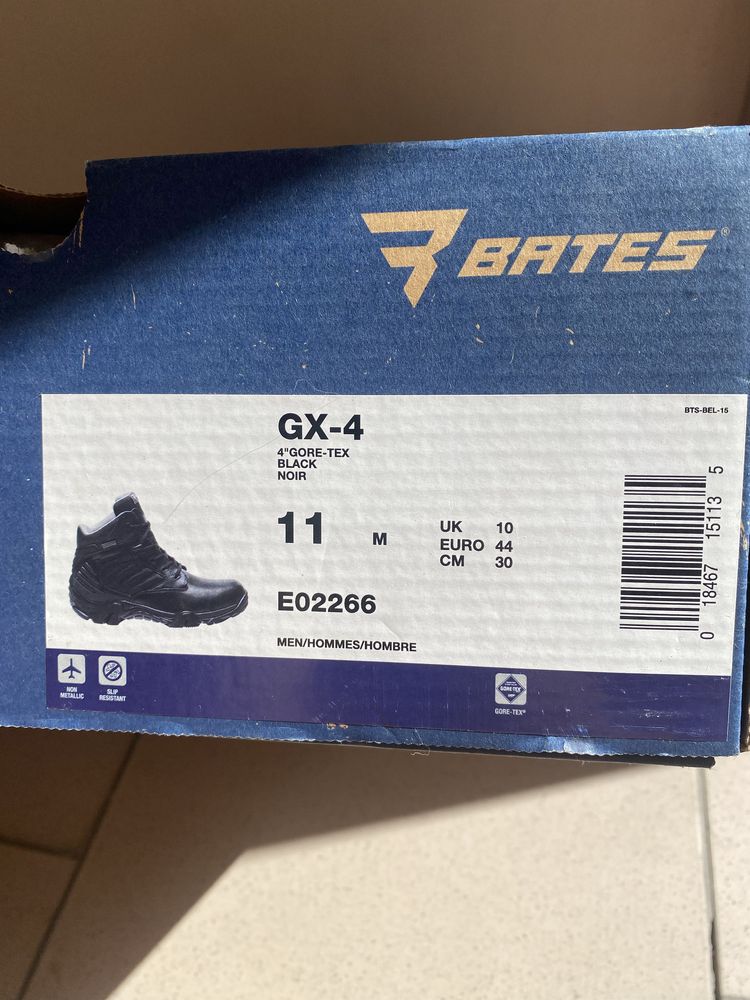 BATES®
BTS-BEL-15
GX-4
4"GORE-TEX
BLACK
NOIR
11 M
UK 10
EURO 44
CM 30
E02266
MEN/HOMMES/HOMBRE
0 18467 15113 5
NON
METALLIC
SLIP
RESISTANT
GORE-TEX
GORE-TEX®